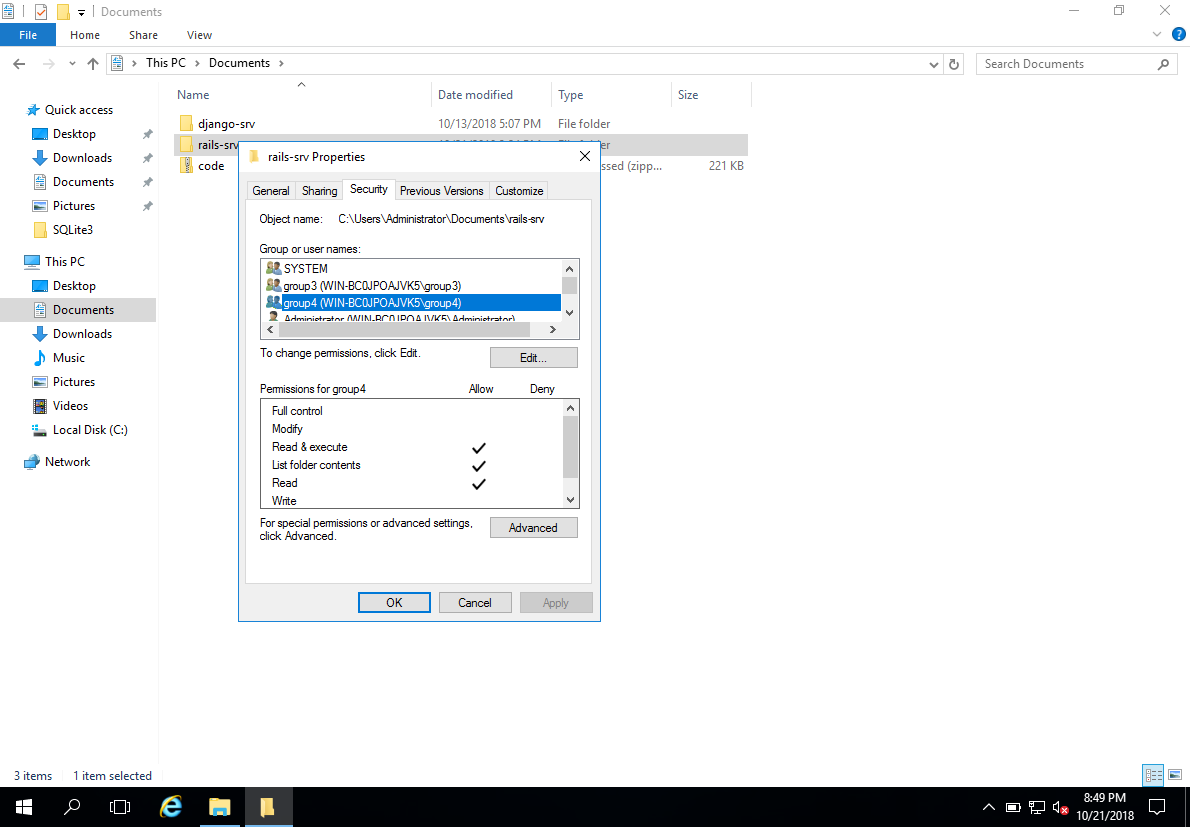 Documents
File Home Share View
This PC Documents Search Documents
Name Date modified Type Size
Quick access
Desktop
Downloads
Documents
Pictures
SQLite3
This PC
Desktop
Documents
Downloads
Music
Pictures
Videos
Local Disk (C:)
Network
django-srv 10/13/2018 5:07 PM File folder
rails-srv
code 221 KB
rails-srv Properties
General Sharing Security Previous Versions Customize
Object name: C:\Users\Administrator\Documents\rails-srv
Group or user names:
SYSTEM
group3 (WIN-BC0JPOAJVK5\group3)
group4 (WIN-BC0JPOAJVK5\group4)
Administrator (WIN-BC0JPOAJVK5\Administrator)
To change permissions, click Edit. Edit...
Permissions for group4 Allow Deny
Full control
Modify
Read & execute
List folder contents
Read
Write
For special permissions or advanced settings,
click Advanced. Advanced
OK Cancel Apply
3 items 1 item selected
8:49 PM
10/21/2018